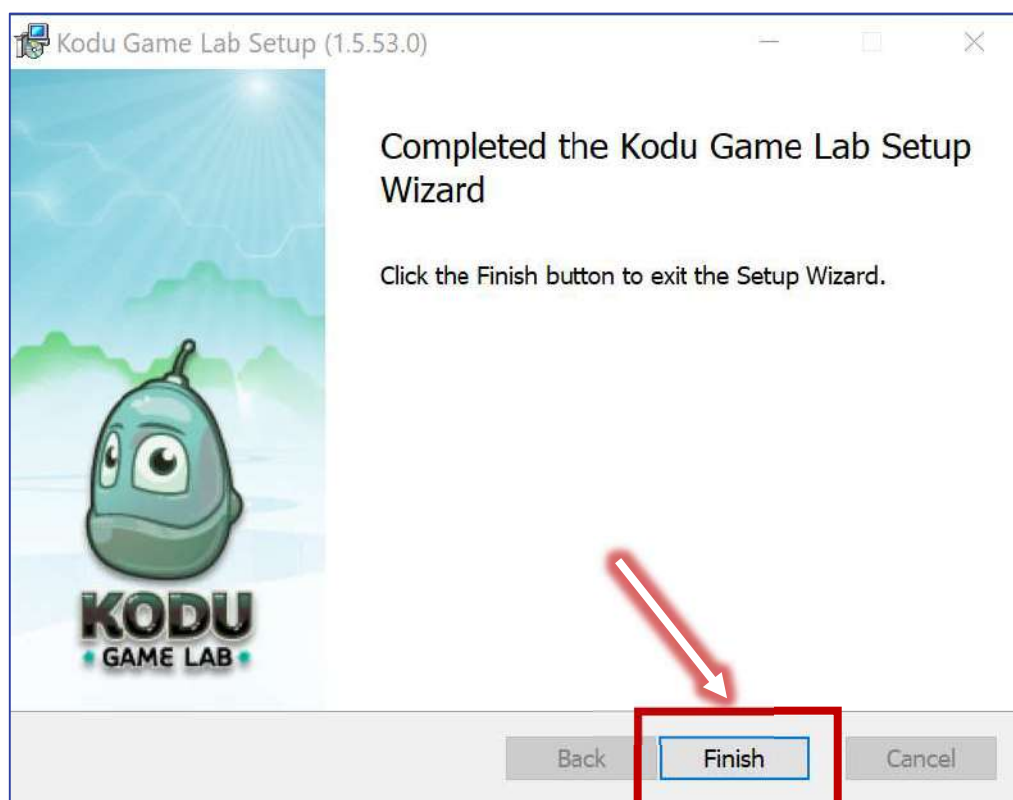 Kodu Game Lab Setup (1.5.53.0)
Completed the Kodu Game Lab Setup
Wizard
Click the Finish button to exit the Setup Wizard.
KODU
GAME LAB
Back Finish Cancel